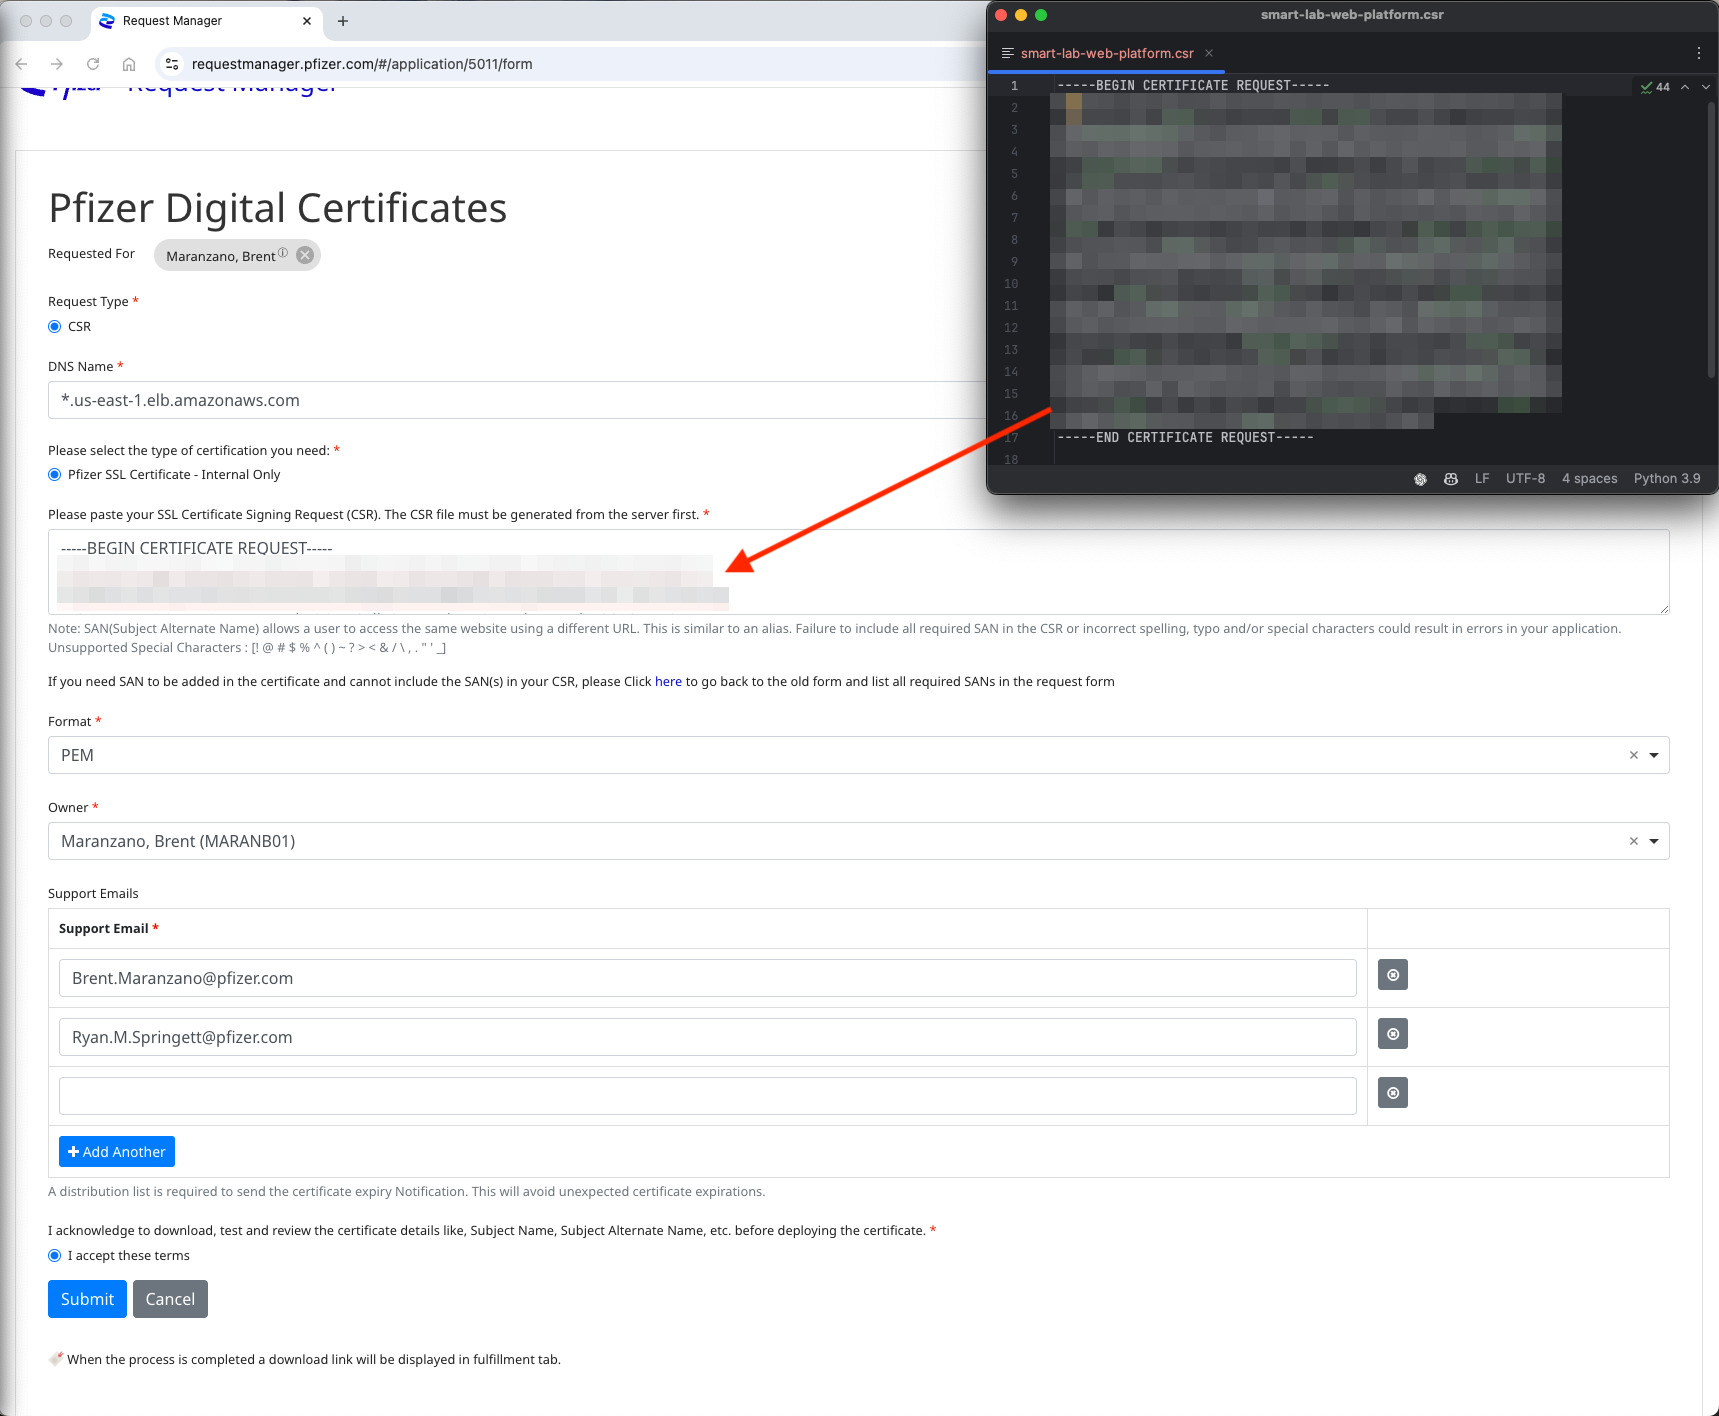 Request Manager
requestmanager.pfizer.com/#/application/5011/form
Pfizer Request Manager
Pfizer Digital Certificates
Requested For
Maranzano, Brent
Request Type *
CSR
DNS Name *
*.us-east-1.elb.amazonaws.com
Please select the type of certification you need: *
Pfizer SSL Certificate - Internal Only
Please paste your SSL Certificate Signing Request (CSR). The CSR file must be generated from the server first. *
-----BEGIN CERTIFICATE REQUEST-----
Note: SAN(Subject Alternate Name) allows a user to access the same website using a different URL. This is similar to an alias. Failure to include all required SAN in the CSR or incorrect spelling, typo and/or special characters could result in errors in your application.
Unsupported Special Characters : [! @ # $ % ^ ( ) ~ ? > < & / \ , . " ' _]
If you need SAN to be added in the certificate and cannot include the SAN(s) in your CSR, please Click here to go back to the old form and list all required SANs in the request form
Format *
PEM
Owner *
Maranzano, Brent (MARANB01)
Support Emails
Support Email *
Brent.Maranzano@pfizer.com
Ryan.M.Springett@pfizer.com
Add Another
A distribution list is required to send the certificate expiry Notification. This will avoid unexpected certificate expirations.
I acknowledge to download, test and review the certificate details like, Subject Name, Subject Alternate Name, etc. before deploying the certificate. *
I accept these terms
Submit Cancel
When the process is completed a download link will be displayed in fulfillment tab.
smart-lab-web-platform.csr
smart-lab-web-platform.csr
1 -----BEGIN CERTIFICATE REQUEST----- 44
2
3
4
5
6
7
8
9
10
11
12
13
14
15
16
17 -----END CERTIFICATE REQUEST-----
18
LF UTF-8 4 spaces Python 3.9